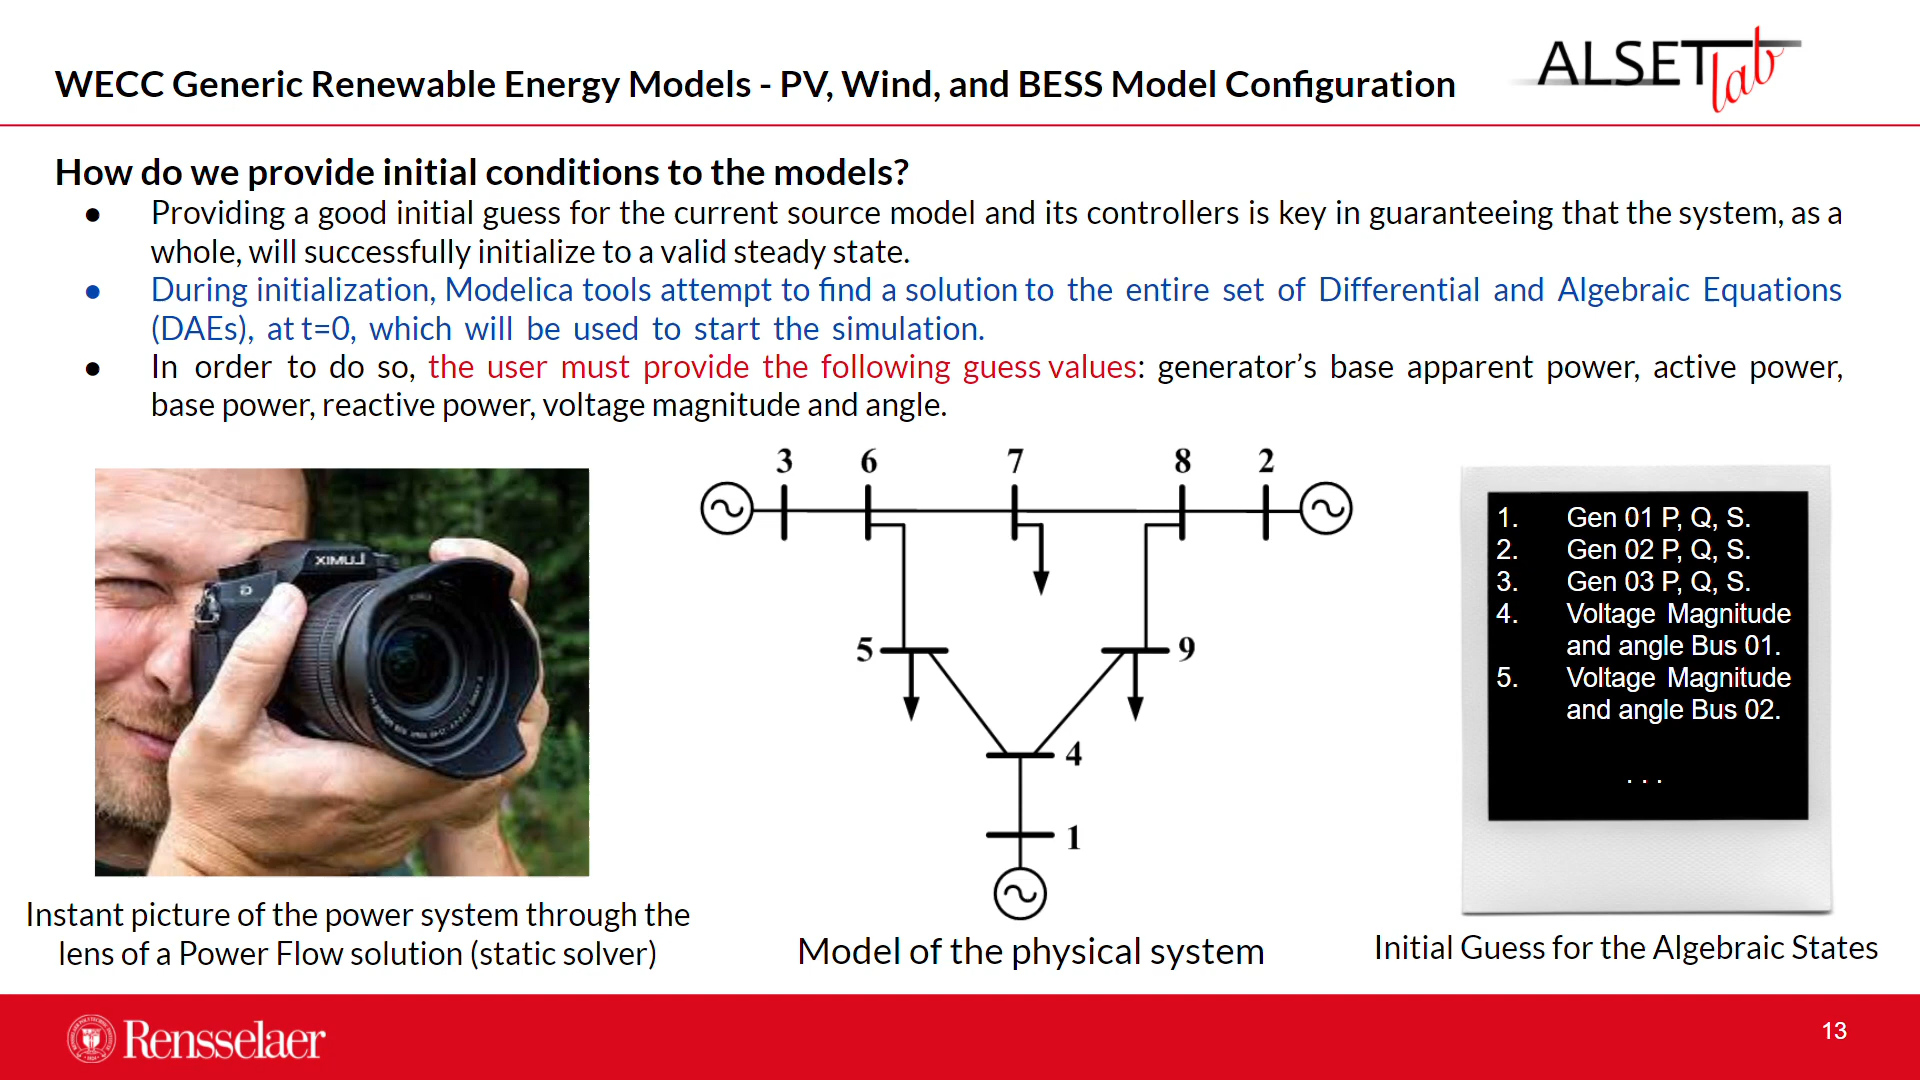 WECC Generic Renewable Energy Models - PV, Wind, and BESS Model Configuration
ALSETLab
How do we provide initial conditions to the models?
● Providing a good initial guess for the current source model and its controllers is key in guaranteeing that the system, as a
whole, will successfully initialize to a valid steady state.
● During initialization, Modelica tools attempt to find a solution to the entire set of Differential and Algebraic Equations
(DAEs), at t=0, which will be used to start the simulation.
● In order to do so, the user must provide the following guess values: generator’s base apparent power, active power,
base power, reactive power, voltage magnitude and angle.
LUMIX
G
3 6 7 8 2
5 9
4
1
1. Gen 01 P, Q, S.
2. Gen 02 P, Q, S.
3. Gen 03 P, Q, S.
4. Voltage Magnitude
and angle Bus 01.
5. Voltage Magnitude
and angle Bus 02.
. . .
Instant picture of the power system through the
lens of a Power Flow solution (static solver)
Model of the physical system
Initial Guess for the Algebraic States
Rensselaer
13